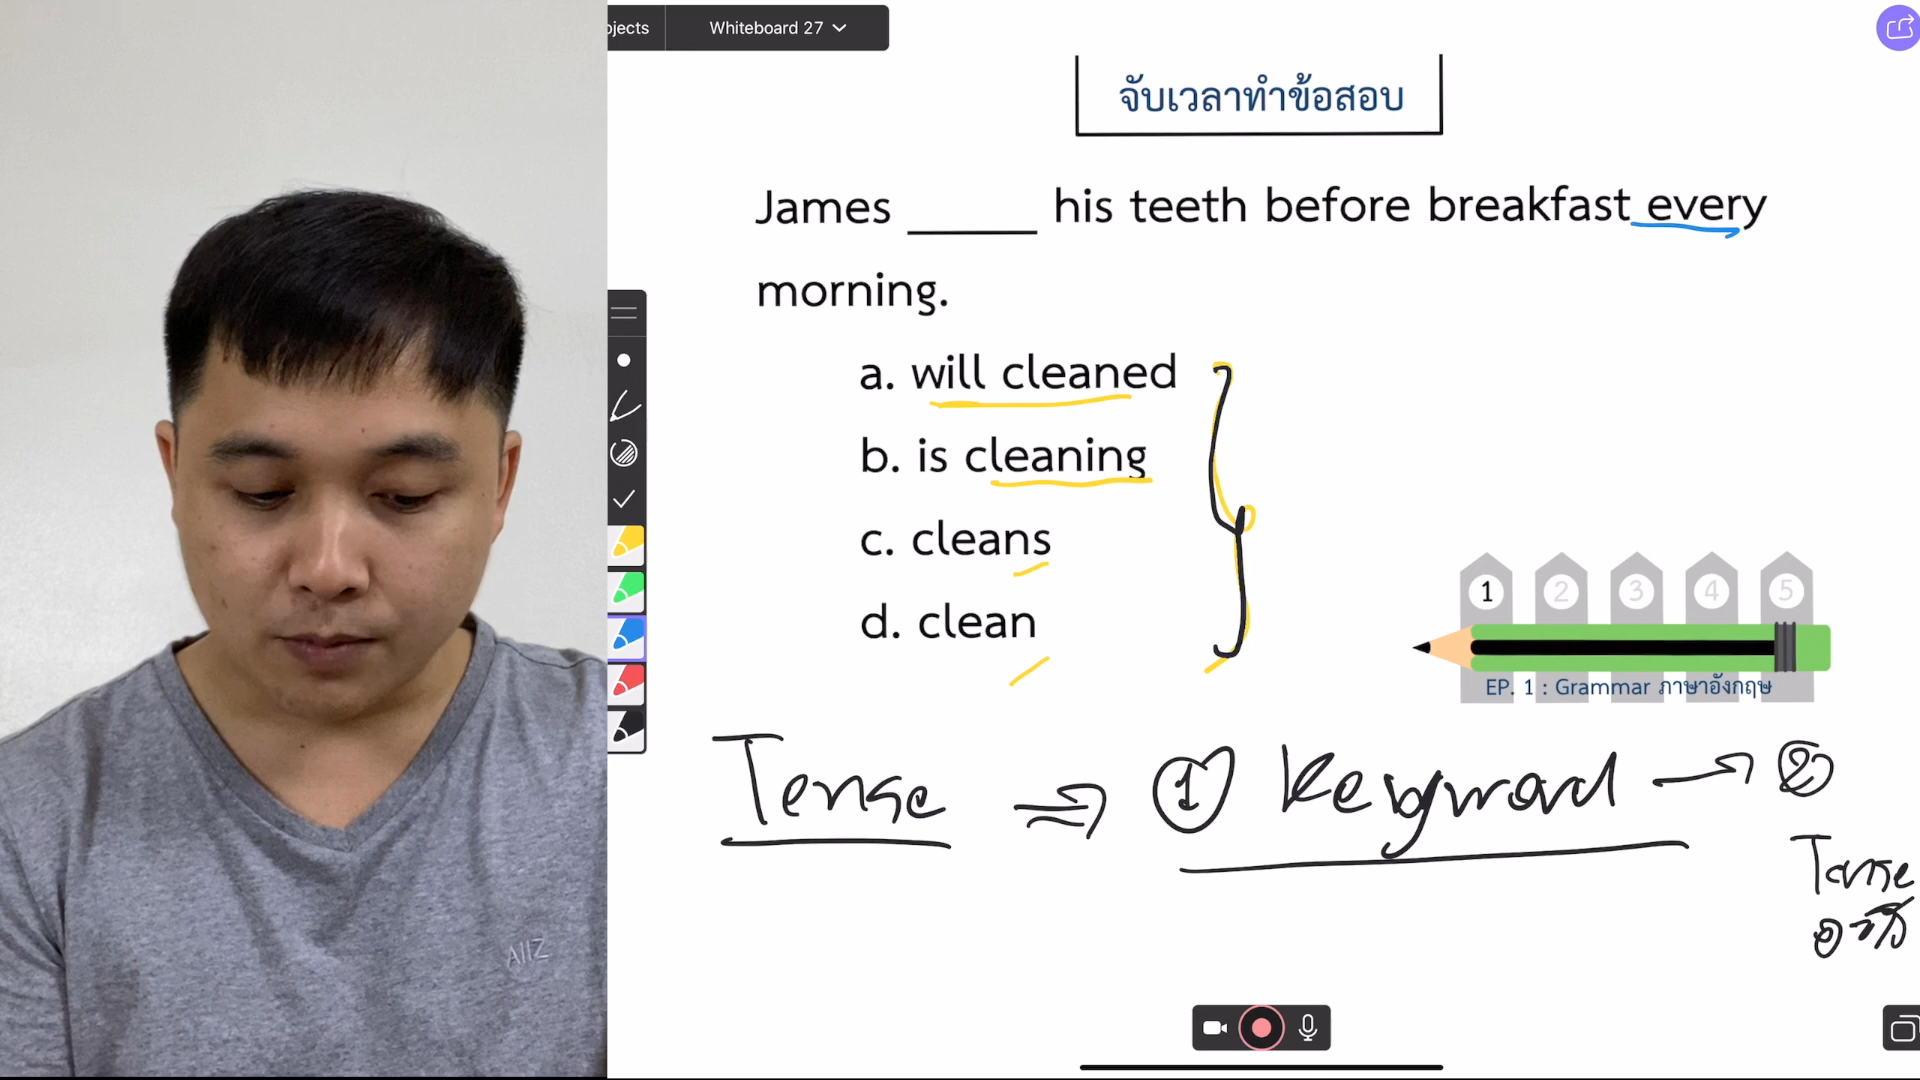 ojects
Whiteboard 27
จับเวลาทำข้อสอบ
James ______ his teeth before breakfast every
morning.
a. will cleaned
b. is cleaning
c. cleans
d. clean
1 2 3 4 5
EP. 1 : Grammar ภาษาอังกฤษ
Tense ⇒ ① Keyword → ②
Tense
AIIZ